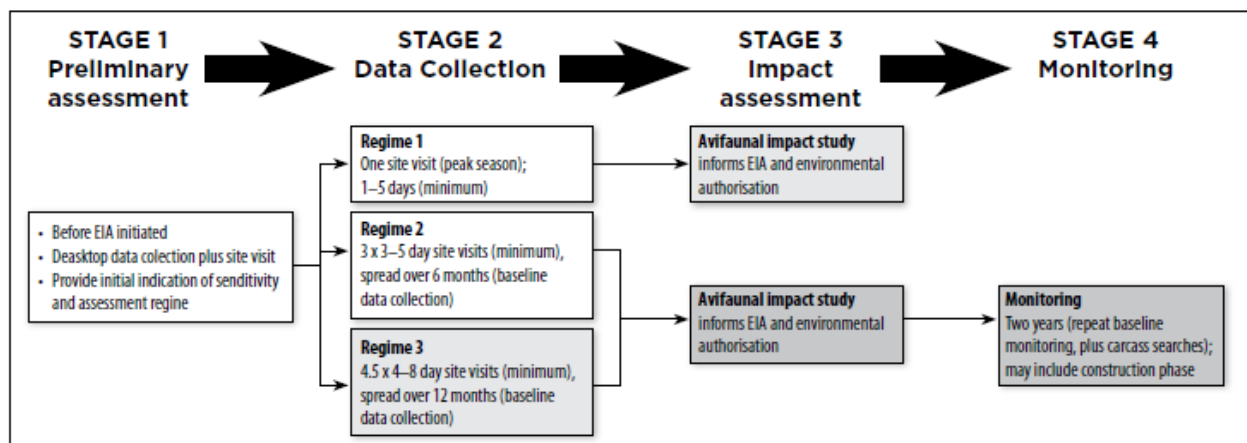 STAGE 1
Preliminary
assessment
STAGE 2
Data Collection
STAGE 3
Impact
assessment
STAGE 4
Monitoring
• Before EIA initiated
• Deasktop data colection plus site visit
• Provide initial indication of senditivity
and assessment regine
Regime 1
One site visit (peak season);
1–5 days (minimum)
Regime 2
3 x 3–5 day site visits (minimum),
spread over 6 months (baseline
data collection)
Regime 3
4.5 x 4–8 day site visits (minimum),
spread over 12 months (baseline
data collection)
Avifaunal impact study
informs EIA and environmental
authorisation
Avifaunal impact study
informs EIA and environmental
authorisation
Monitoring
Two years (repeat baseline
monitoring, plus carcass searches);
may include construction phase